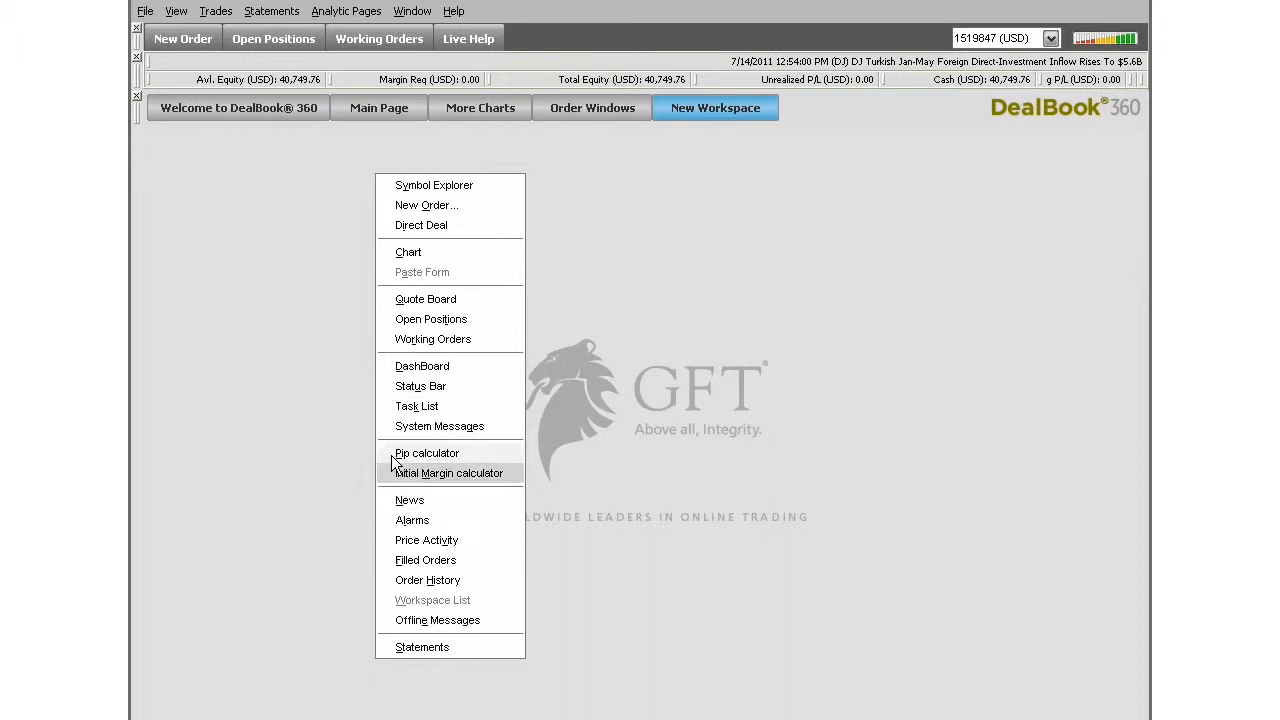 File View Trades Statements Analytic Pages Window Help
New Order Open Positions Working Orders Live Help 1519847 (USD)
7/14/2011 12:54:00 PM (DJ) DJ Turkish Jan-May Foreign Direct-Investment Inflow Rises To $5.6B
Avl. Equity (USD): 40,749.76 Margin Req (USD): 0.00 Total Equity (USD): 40,749.76 Unrealized P/L (USD): 0.00 Cash (USD): 40,749.76 g P/L (USD): 0.00
Welcome to DealBook® 360 Main Page More Charts Order Windows New Workspace DealBook® 360
Symbol Explorer
New Order...
Direct Deal
Chart
Paste Form
Quote Board
Open Positions
Working Orders
DashBoard
Status Bar
Task List
System Messages
Pip calculator
Initial Margin calculator
News
Alarms
Price Activity
Filled Orders
Order History
Workspace List
Offline Messages
Statements
GFT®
Above all, Integrity.
LDWIDE LEADERS IN ONLINE TRADING